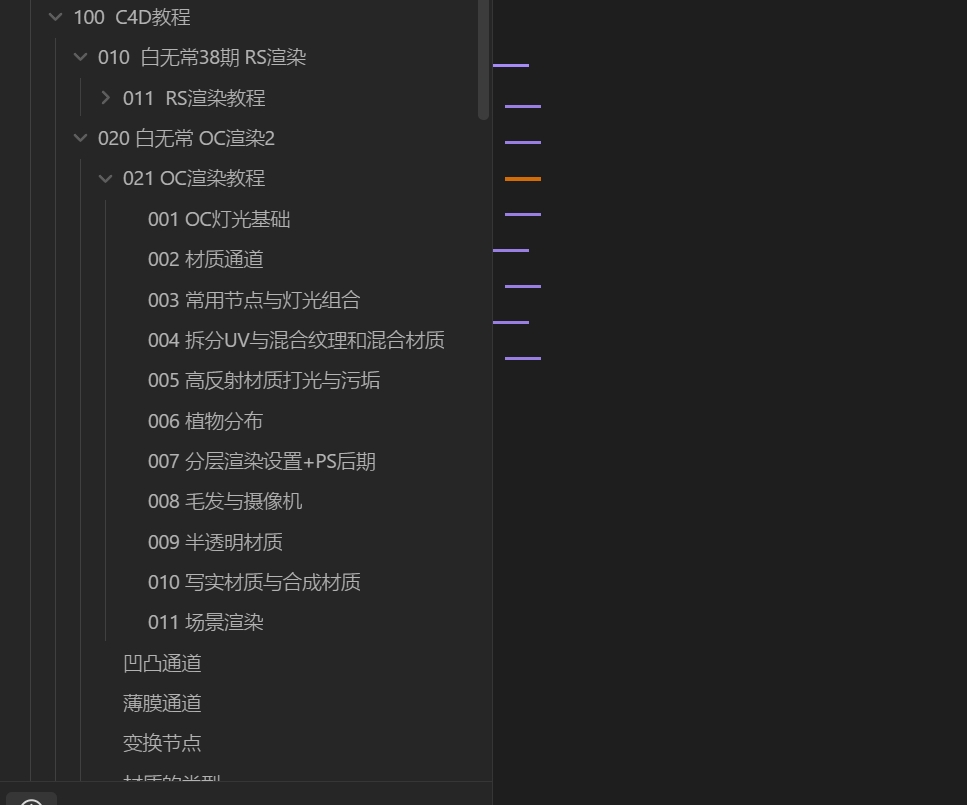 100 C4D教程
010 白无常38期 RS渲染
011 RS渲染教程
020 白无常 OC渲染2
021 OC渲染教程
001 OC灯光基础
002 材质通道
003 常用节点与灯光组合
004 拆分UV与混合纹理和混合材质
005 高反射材质打光与污垢
006 植物分布
007 分层渲染设置+PS后期
008 毛发与摄像机
009 半透明材质
010 写实材质与合成材质
011 场景渲染
凹凸通道
薄膜通道
变换节点
材质的类型